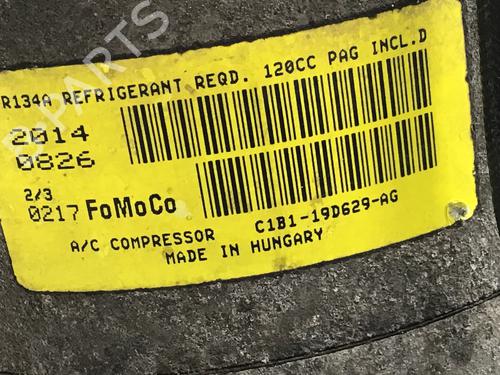 R134A REFRIGERANT REQD. 120CC PAG INCL.D
2014
0826
2/3
0217 FoMoCo
A/C COMPRESSOR C1B1-19D629-AG
MADE IN HUNGARY